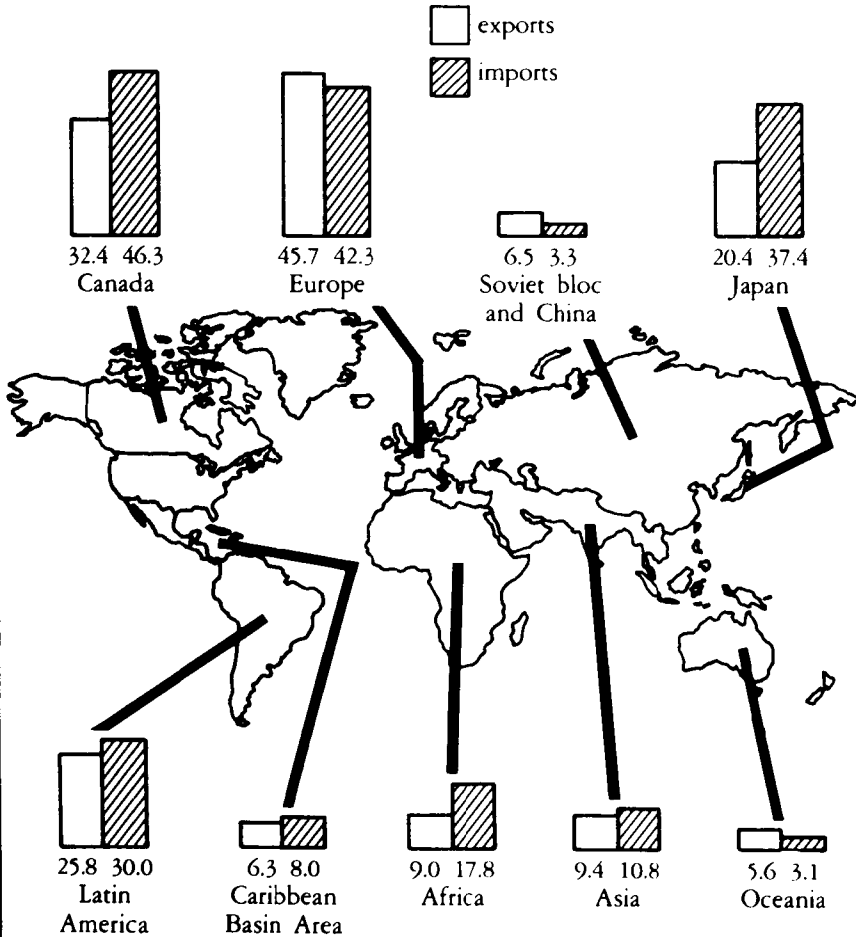 exports
imports
32.4 46.3
Canada
45.7 42.3
Europe
6.5 3.3
Soviet bloc
and China
20.4 37.4
Japan
25.8 30.0
Latin
America
6.3 8.0
Caribbean
Basin Area
9.0 17.8
Africa
9.4 10.8
Asia
5.6 3.1
Oceania